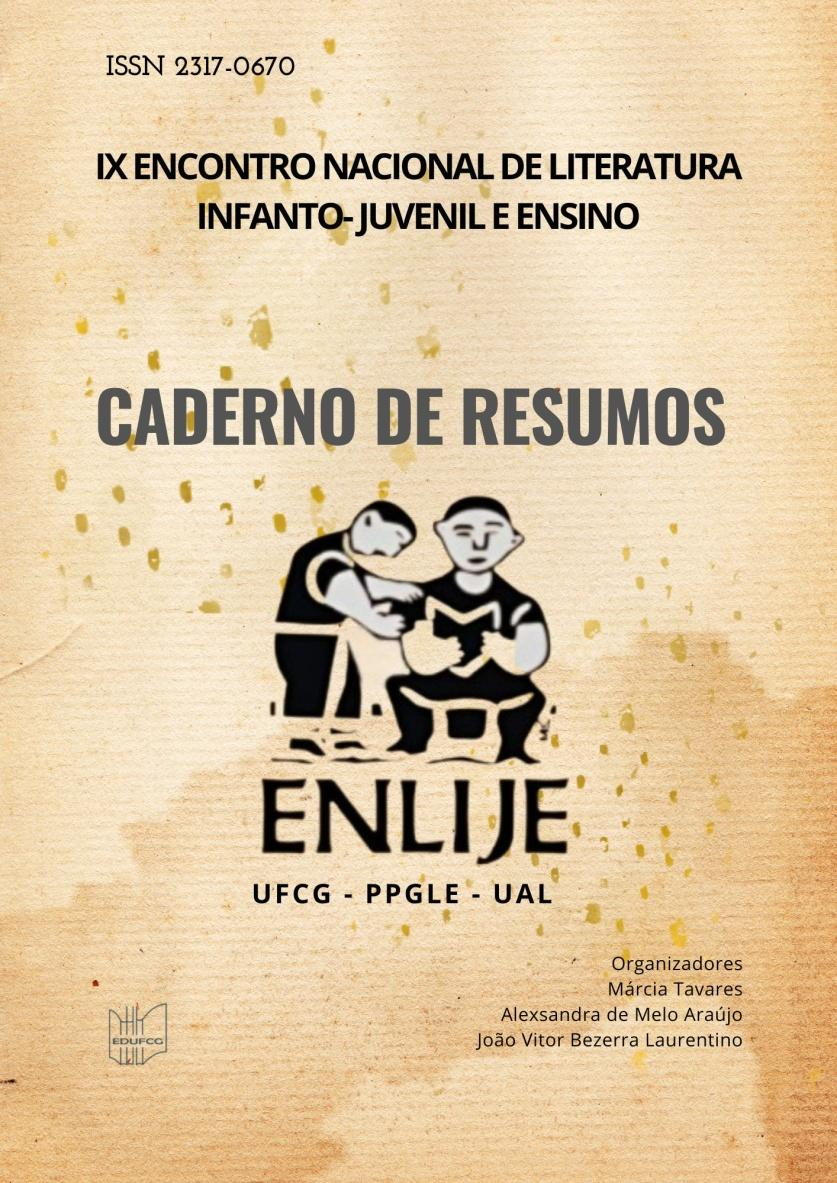 ISSN 2317-0670
IX ENCONTRO NACIONAL DE LITERATURA
INFANTO- JUVENIL E ENSINO
CADERNO DE RESUMOS
ENLIJE
UFCG - PPGLE - UAL
Organizadores
Márcia Tavares
Alexsandra de Melo Araújo
João Vitor Bezerra Laurentino
EDUFCG